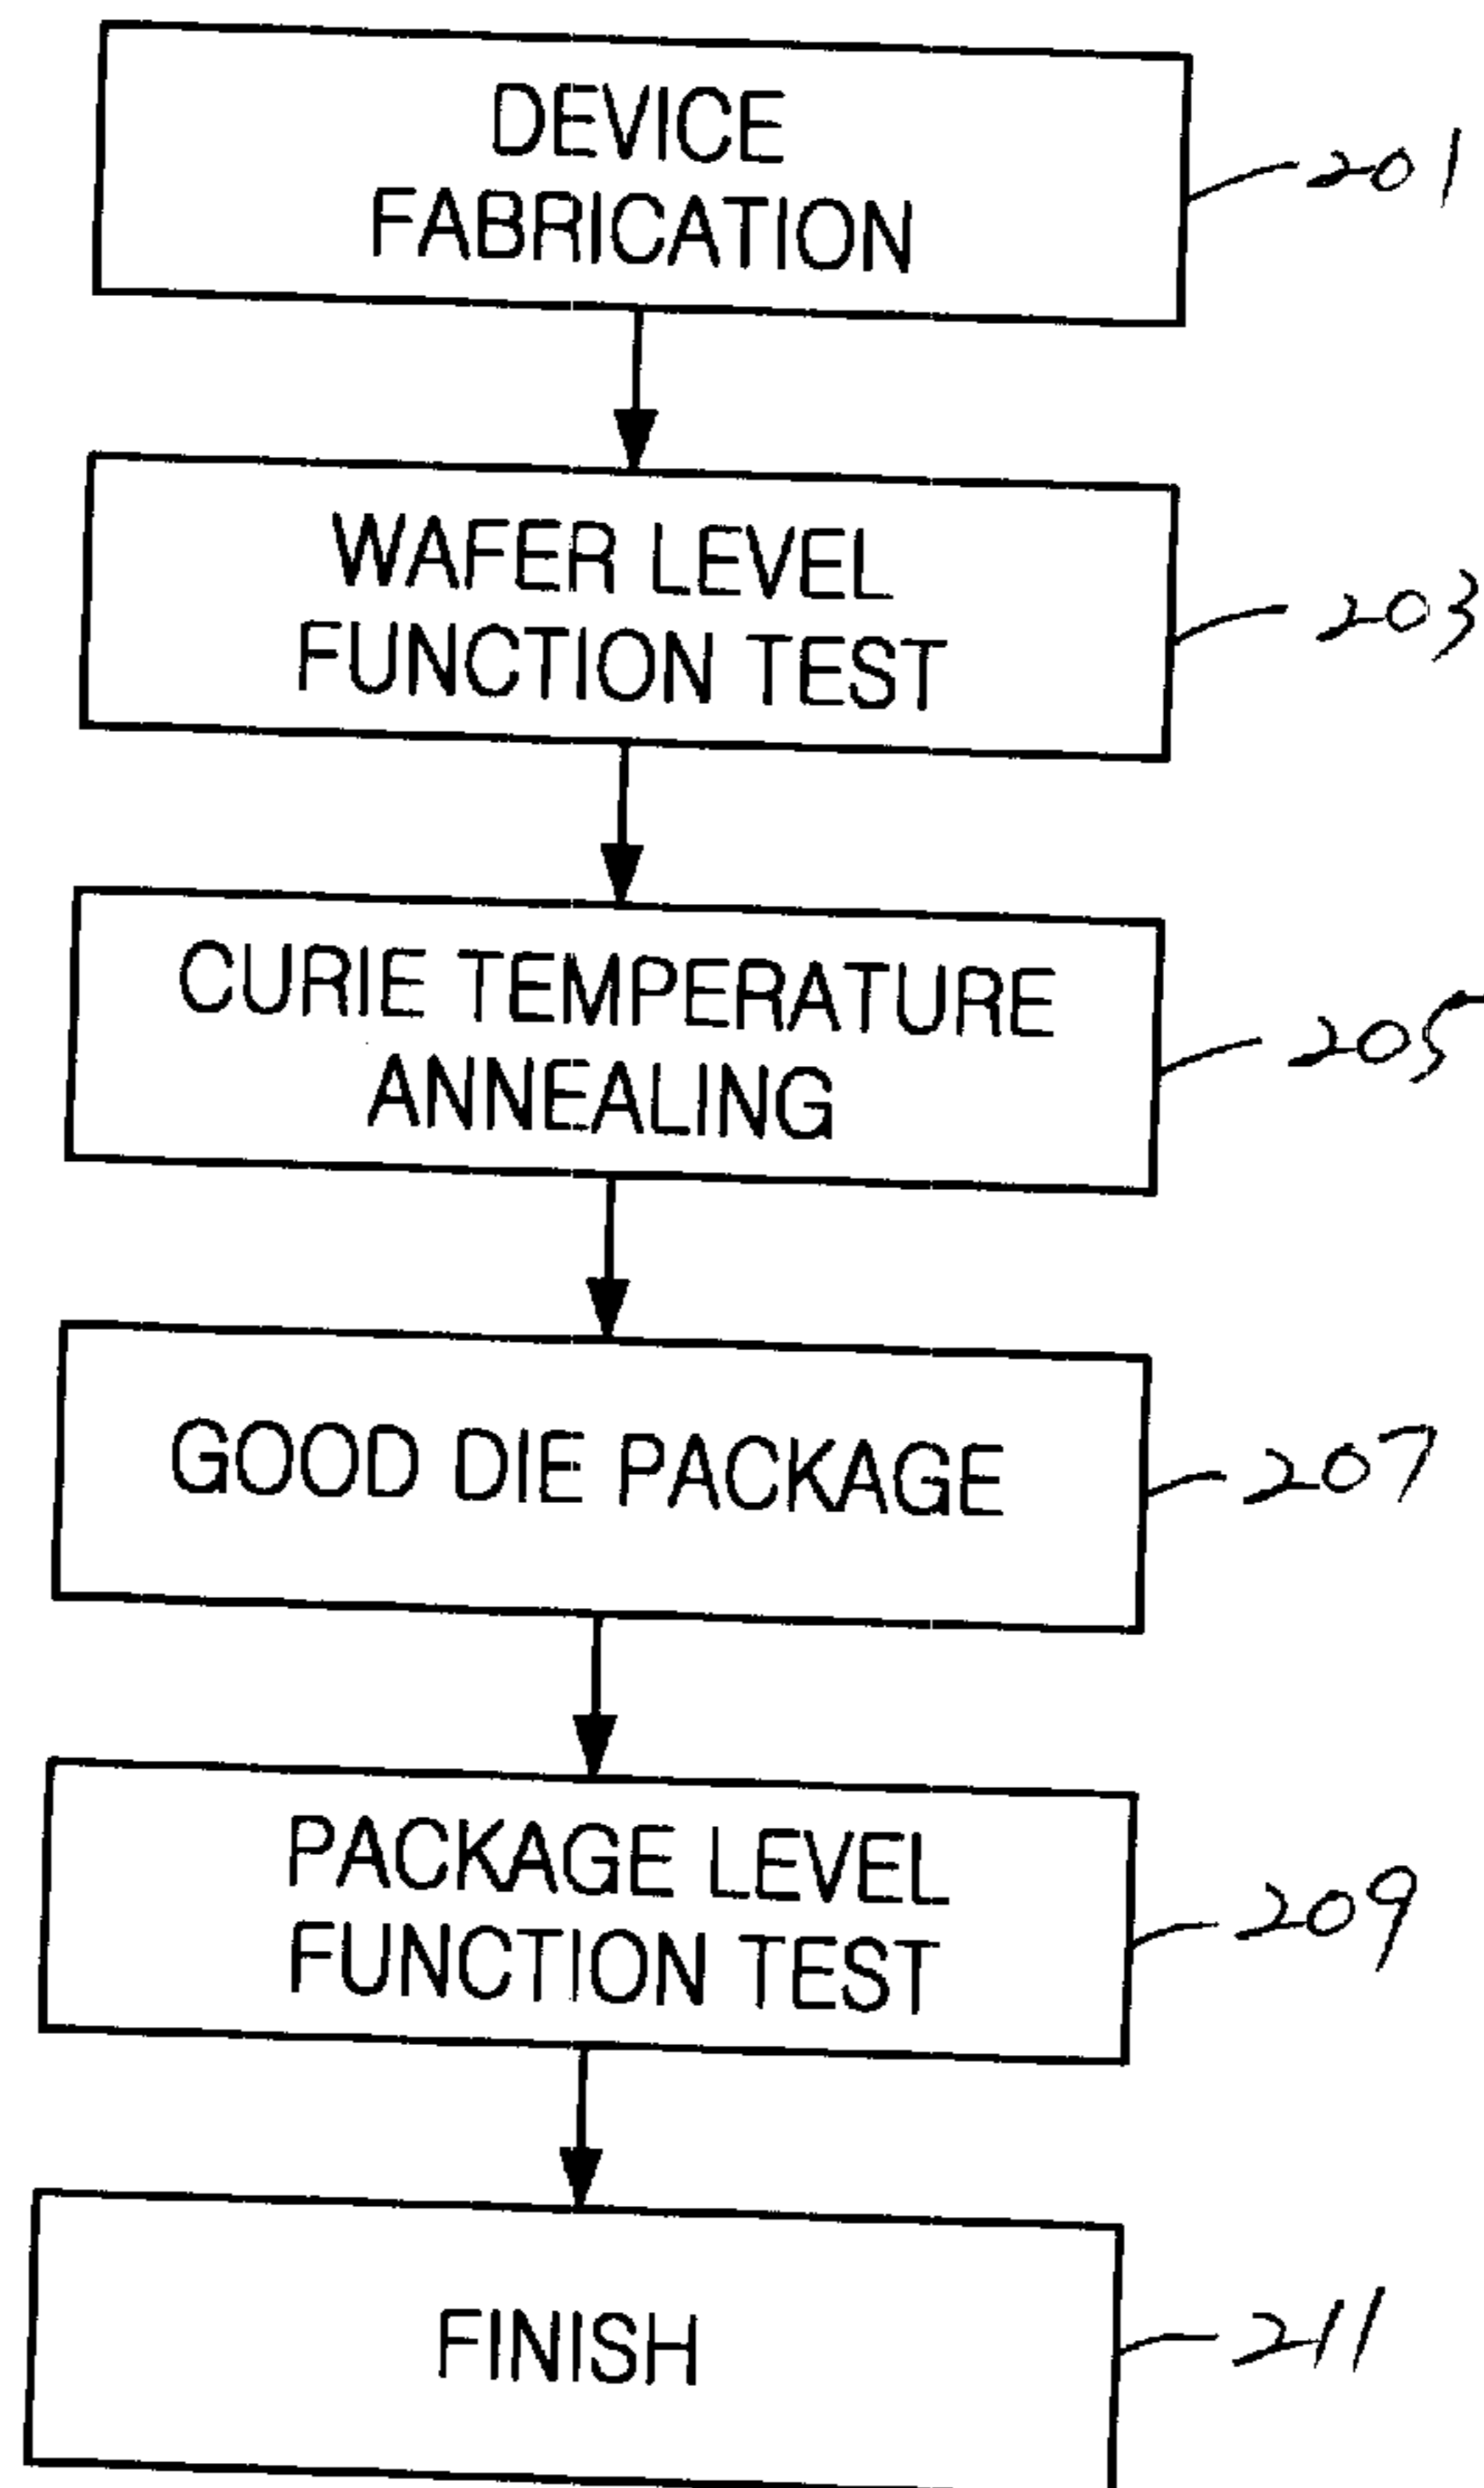 DEVICE
FABRICATION
201
WAFER LEVEL
FUNCTION TEST
203
CURIE TEMPERATURE
ANNEALING
205
GOOD DIE PACKAGE
207
PACKAGE LEVEL
FUNCTION TEST
209
FINISH
211